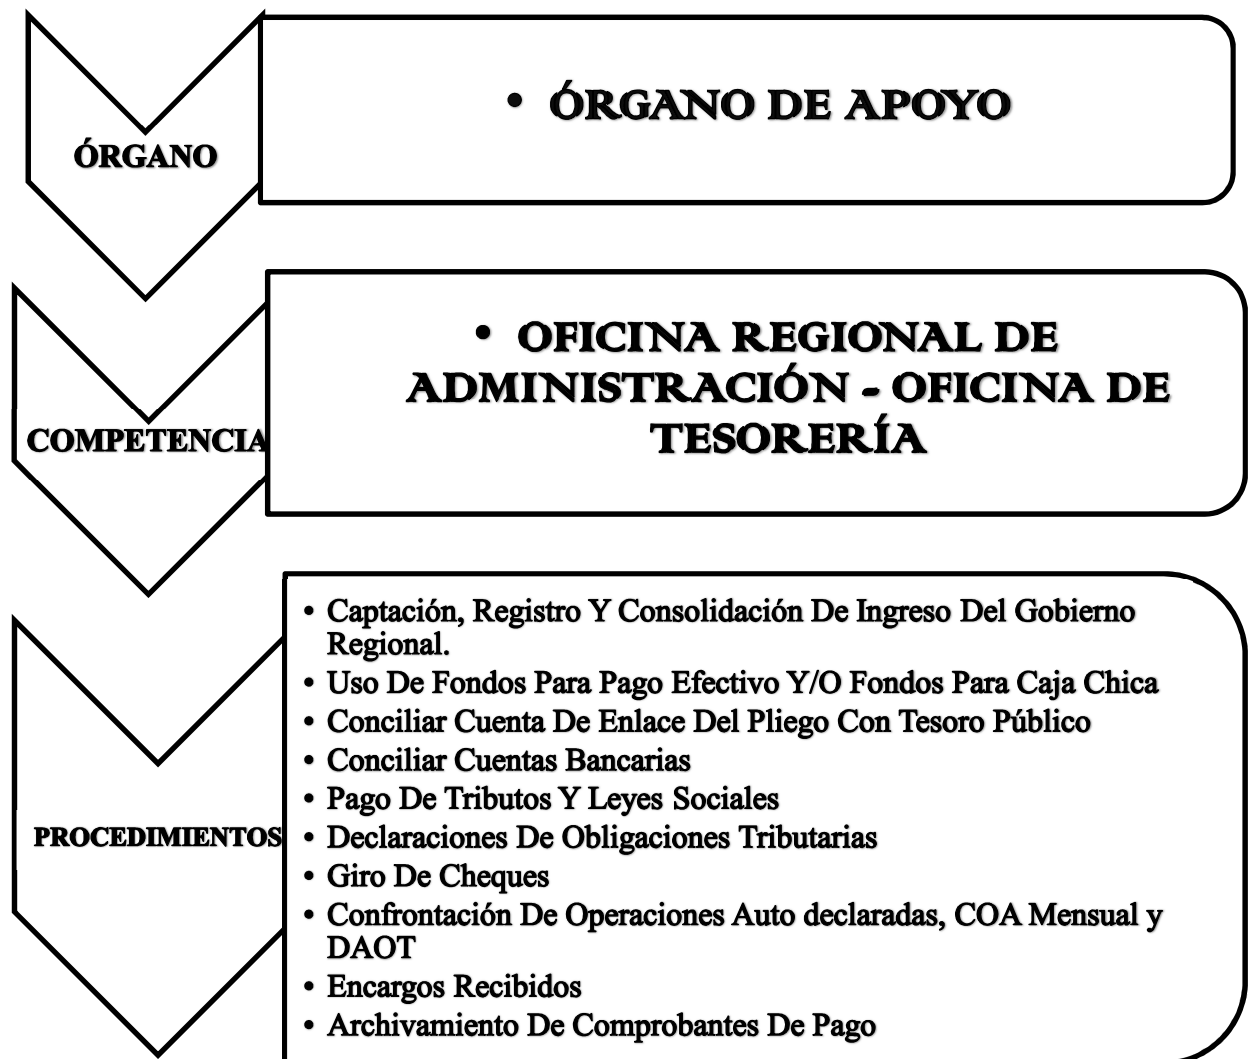 ÓRGANO
• ÓRGANO DE APOYO
COMPETENCIA
• OFICINA REGIONAL DE
ADMINISTRACIÓN - OFICINA DE
TESORERÍA
PROCEDIMIENTOS
• Captación, Registro Y Consolidación De Ingreso Del Gobierno
Regional.
• Uso De Fondos Para Pago Efectivo Y/O Fondos Para Caja Chica
• Conciliar Cuenta De Enlace Del Pliego Con Tesoro Público
• Conciliar Cuentas Bancarias
• Pago De Tributos Y Leyes Sociales
• Declaraciones De Obligaciones Tributarias
• Giro De Cheques
• Confrontación De Operaciones Auto declaradas, COA Mensual y
DAOT
• Encargos Recibidos
• Archivamiento De Comprobantes De Pago